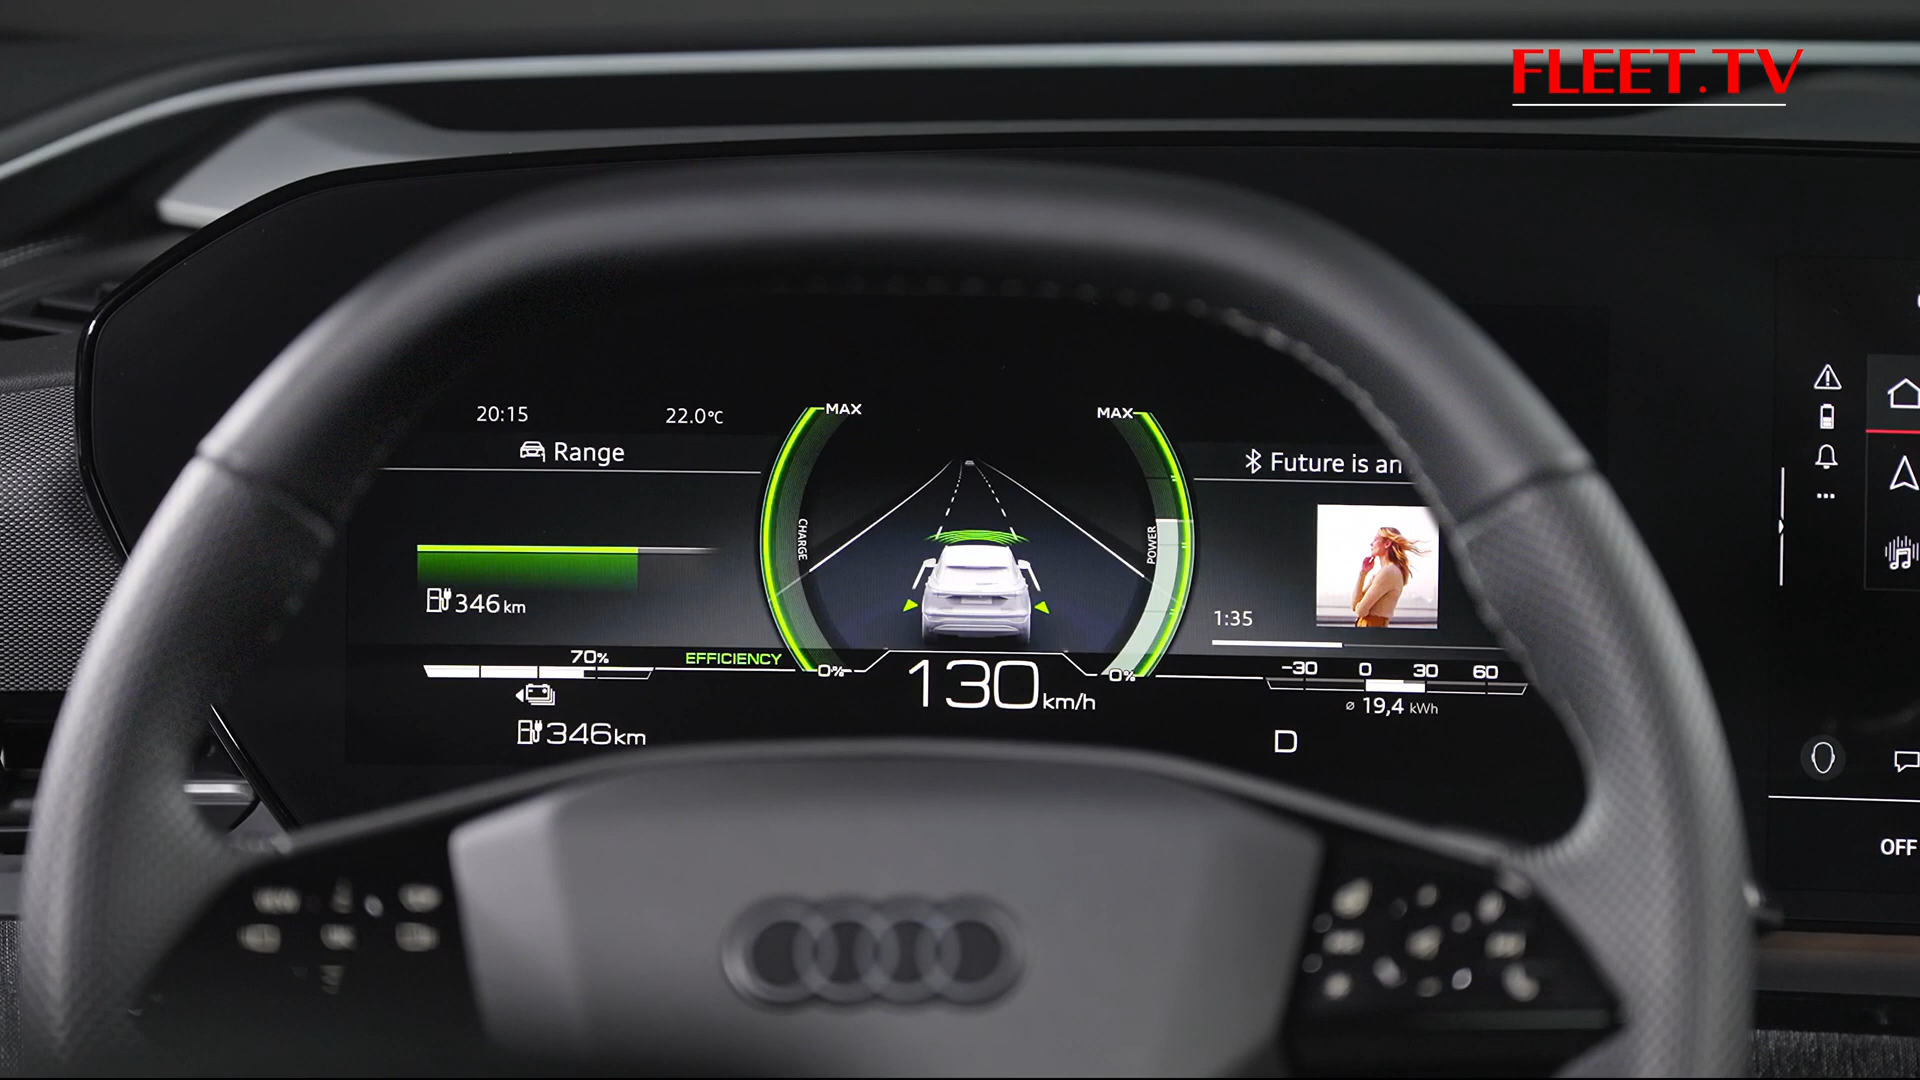 FLEET.TV
20:15
22.0°C
Range
MAX
MAX
Future is an
CHARGE
POWER
346 km
1:35
70%
EFFICIENCY
0%
130 km/h
0%
-30 0 30 60
ø 19,4 kWh
346km
D
OFF